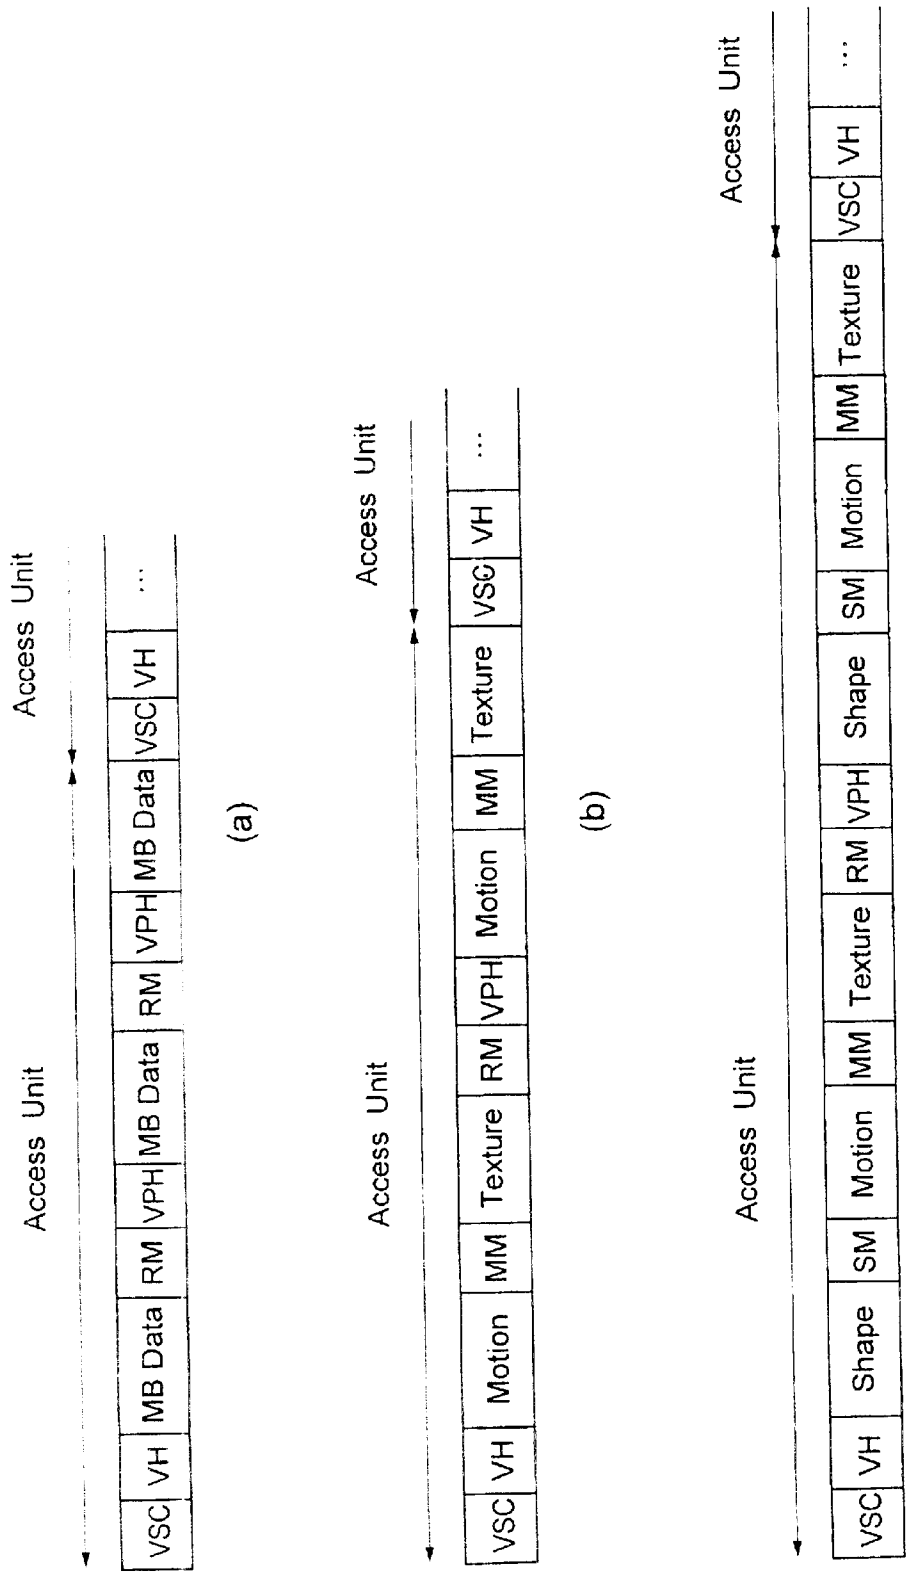 Access Unit Access Unit
VSC VH MB Data RM VPH MB Data RM VPH MB Data VSC VH ...
(a)
Access Unit Access Unit
VSC VH Motion MM Texture RM VPH Motion MM Texture VSC VH ...
(b)
Access Unit Access Unit
VSC VH Shape SM Motion MM Texture RM VPH Shape SM Motion MM Texture VSC VH ...